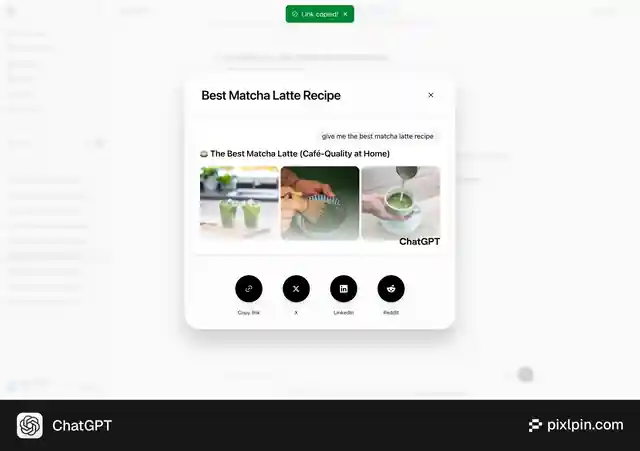 Link copied!
Best Matcha Latte Recipe
give me the best matcha latte recipe
🍵 The Best Matcha Latte (Café-Quality at Home)
ChatGPT
Copy link
X
LinkedIn
Reddit
ChatGPT
pixlpin.com